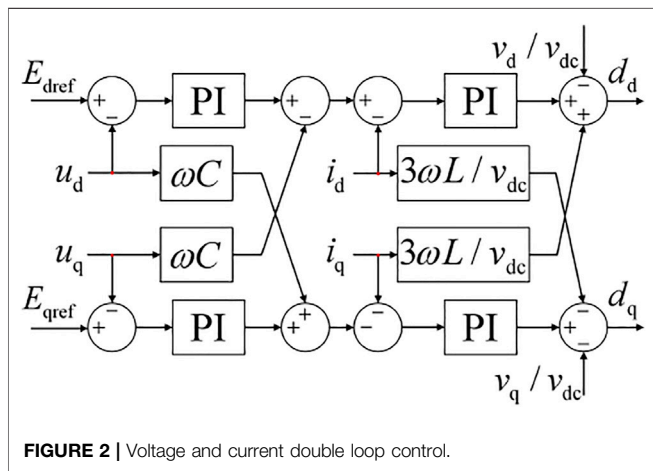 v_d / v_dc
E_dref + − PI + − + − PI + − + d_d
u_d ωC i_d 3ωL / v_dc
u_q ωC i_q 3ωL / v_dc
E_qref + − PI + + − − PI + − − d_q
v_q / v_dc
FIGURE 2 | Voltage and current double loop control.